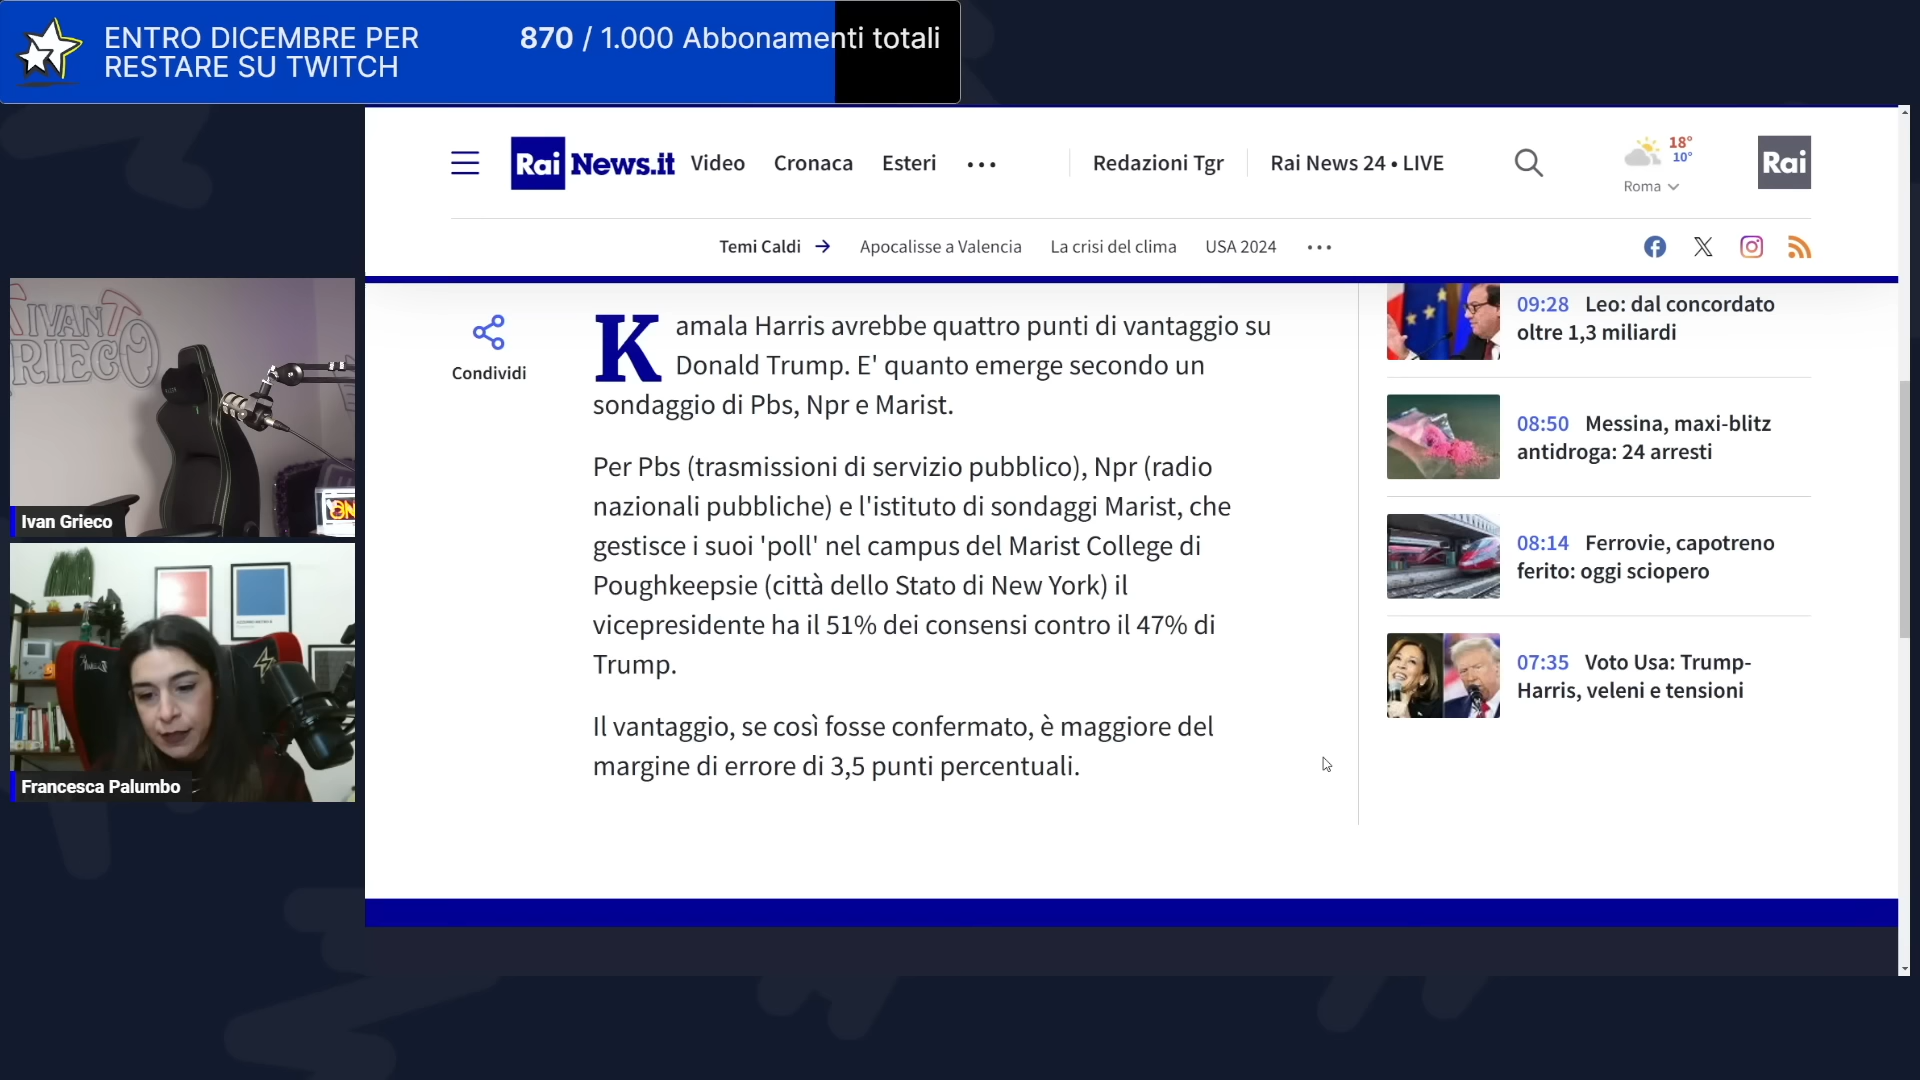 ENTRO DICEMBRE PER
RESTARE SU TWITCH
870 / 1.000 Abbonamenti totali
Rai News.it
Video
Cronaca
Esteri
Redazioni Tgr
Rai News 24 • LIVE
18°
10°
Roma
Rai
Temi Caldi
Apocalisse a Valencia
La crisi del clima
USA 2024
Condividi
Kamala Harris avrebbe quattro punti di vantaggio su
Donald Trump. E' quanto emerge secondo un
sondaggio di Pbs, Npr e Marist.
Per Pbs (trasmissioni di servizio pubblico), Npr (radio
nazionali pubbliche) e l'istituto di sondaggi Marist, che
gestisce i suoi 'poll' nel campus del Marist College di
Poughkeepsie (città dello Stato di New York) il
vicepresidente ha il 51% dei consensi contro il 47% di
Trump.
Il vantaggio, se così fosse confermato, è maggiore del
margine di errore di 3,5 punti percentuali.
09:28 Leo: dal concordato
oltre 1,3 miliardi
08:50 Messina, maxi-blitz
antidroga: 24 arresti
08:14 Ferrovie, capotreno
ferito: oggi sciopero
07:35 Voto Usa: Trump-
Harris, veleni e tensioni
IVAN
GRIECO
Ivan Grieco
Francesca Palumbo